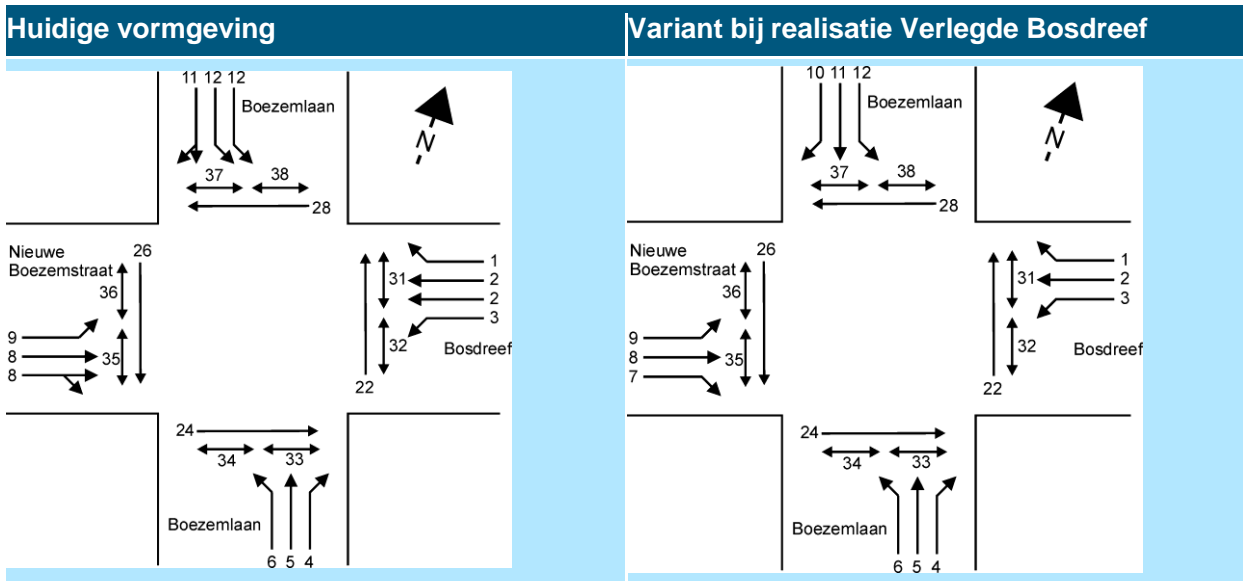 Huidige vormgeving
11 12 12
Boezemlaan
N
37 38
28
Nieuwe
Boezemstraat
26
36
1
31 2
2
3
9
8
35
8
32
Bosdreef
22
24
34 33
Boezemlaan
6 5 4
Variant bij realisatie Verlegde Bosdreef
10 11 12
Boezemlaan
N
37 38
28
Nieuwe
Boezemstraat
26
36
1
31 2
3
9
8
35
7
32
Bosdreef
22
24
34 33
Boezemlaan
6 5 4